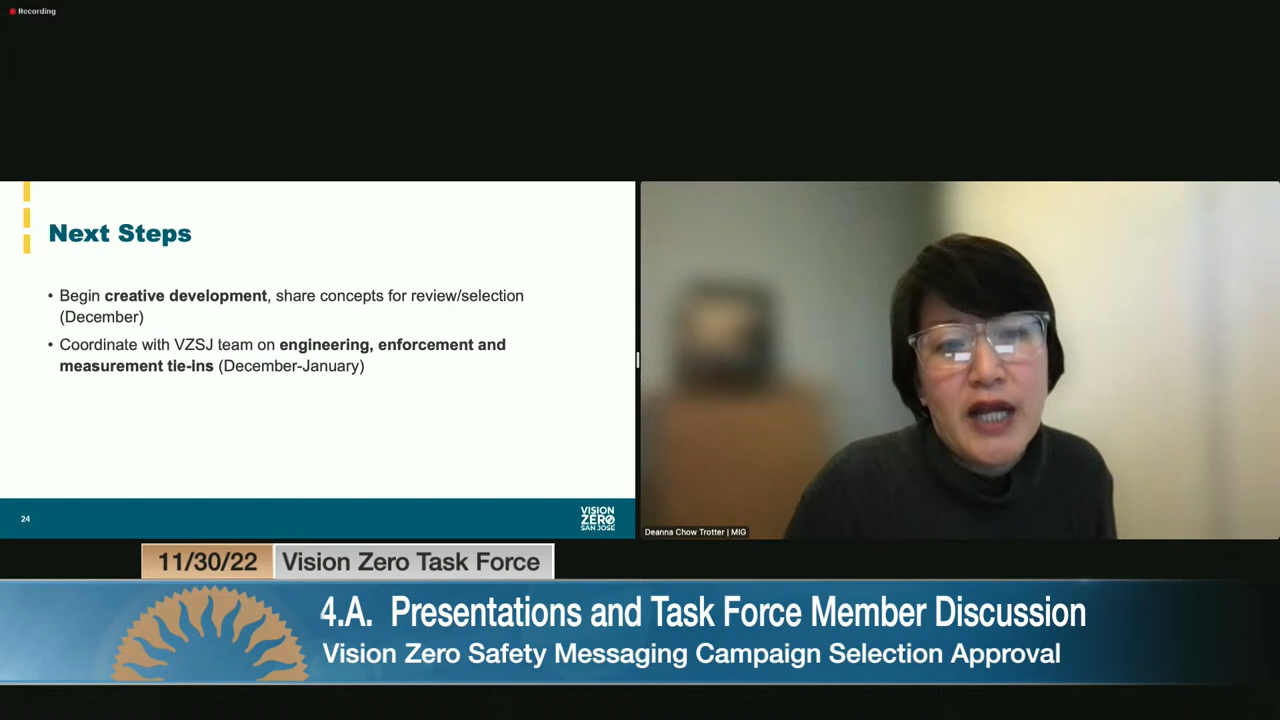 Recording
Next Steps
• Begin creative development, share concepts for review/selection
(December)
• Coordinate with VZSJ team on engineering, enforcement and
measurement tie-ins (December-January)
24
VISION
ZERO
SAN JOSE
Deanna Chow Trotter | MIG
11/30/22
Vision Zero Task Force
4.A. Presentations and Task Force Member Discussion
Vision Zero Safety Messaging Campaign Selection Approval